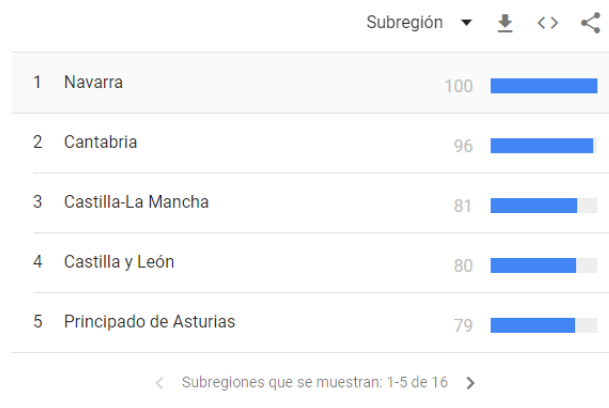 Subregión
1 Navarra 100
2 Cantabria 96
3 Castilla-La Mancha 81
4 Castilla y León 80
5 Principado de Asturias 79
Subregiones que se muestran: 1-5 de 16